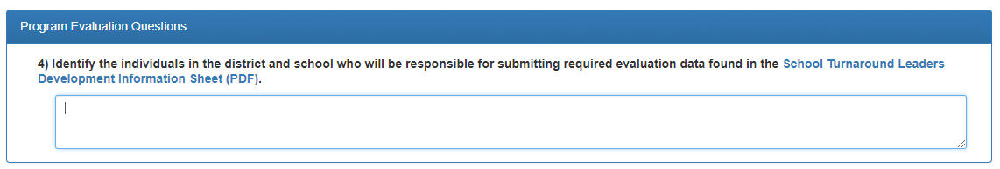 Program Evaluation Questions
4) Identify the individuals in the district and school who will be responsible for submitting required evaluation data found in the School Turnaround Leaders
Development Information Sheet (PDF).